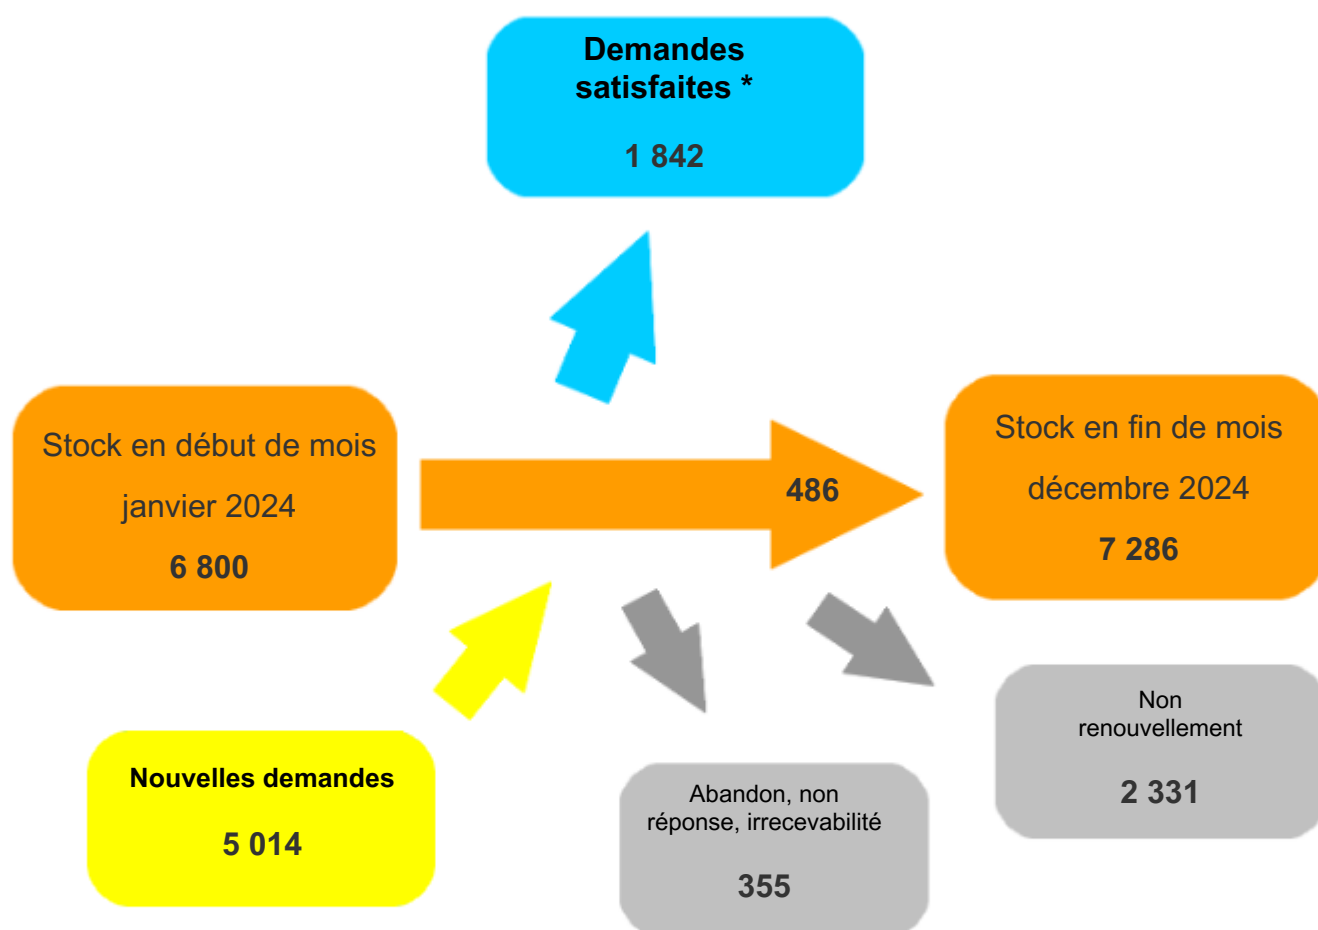 Demandes
satisfaites *
1 842
Stock en début de mois
janvier 2024
6 800
486
Stock en fin de mois
décembre 2024
7 286
Nouvelles demandes
5 014
Abandon, non
réponse, irrecevabilité
355
Non
renouvellement
2 331